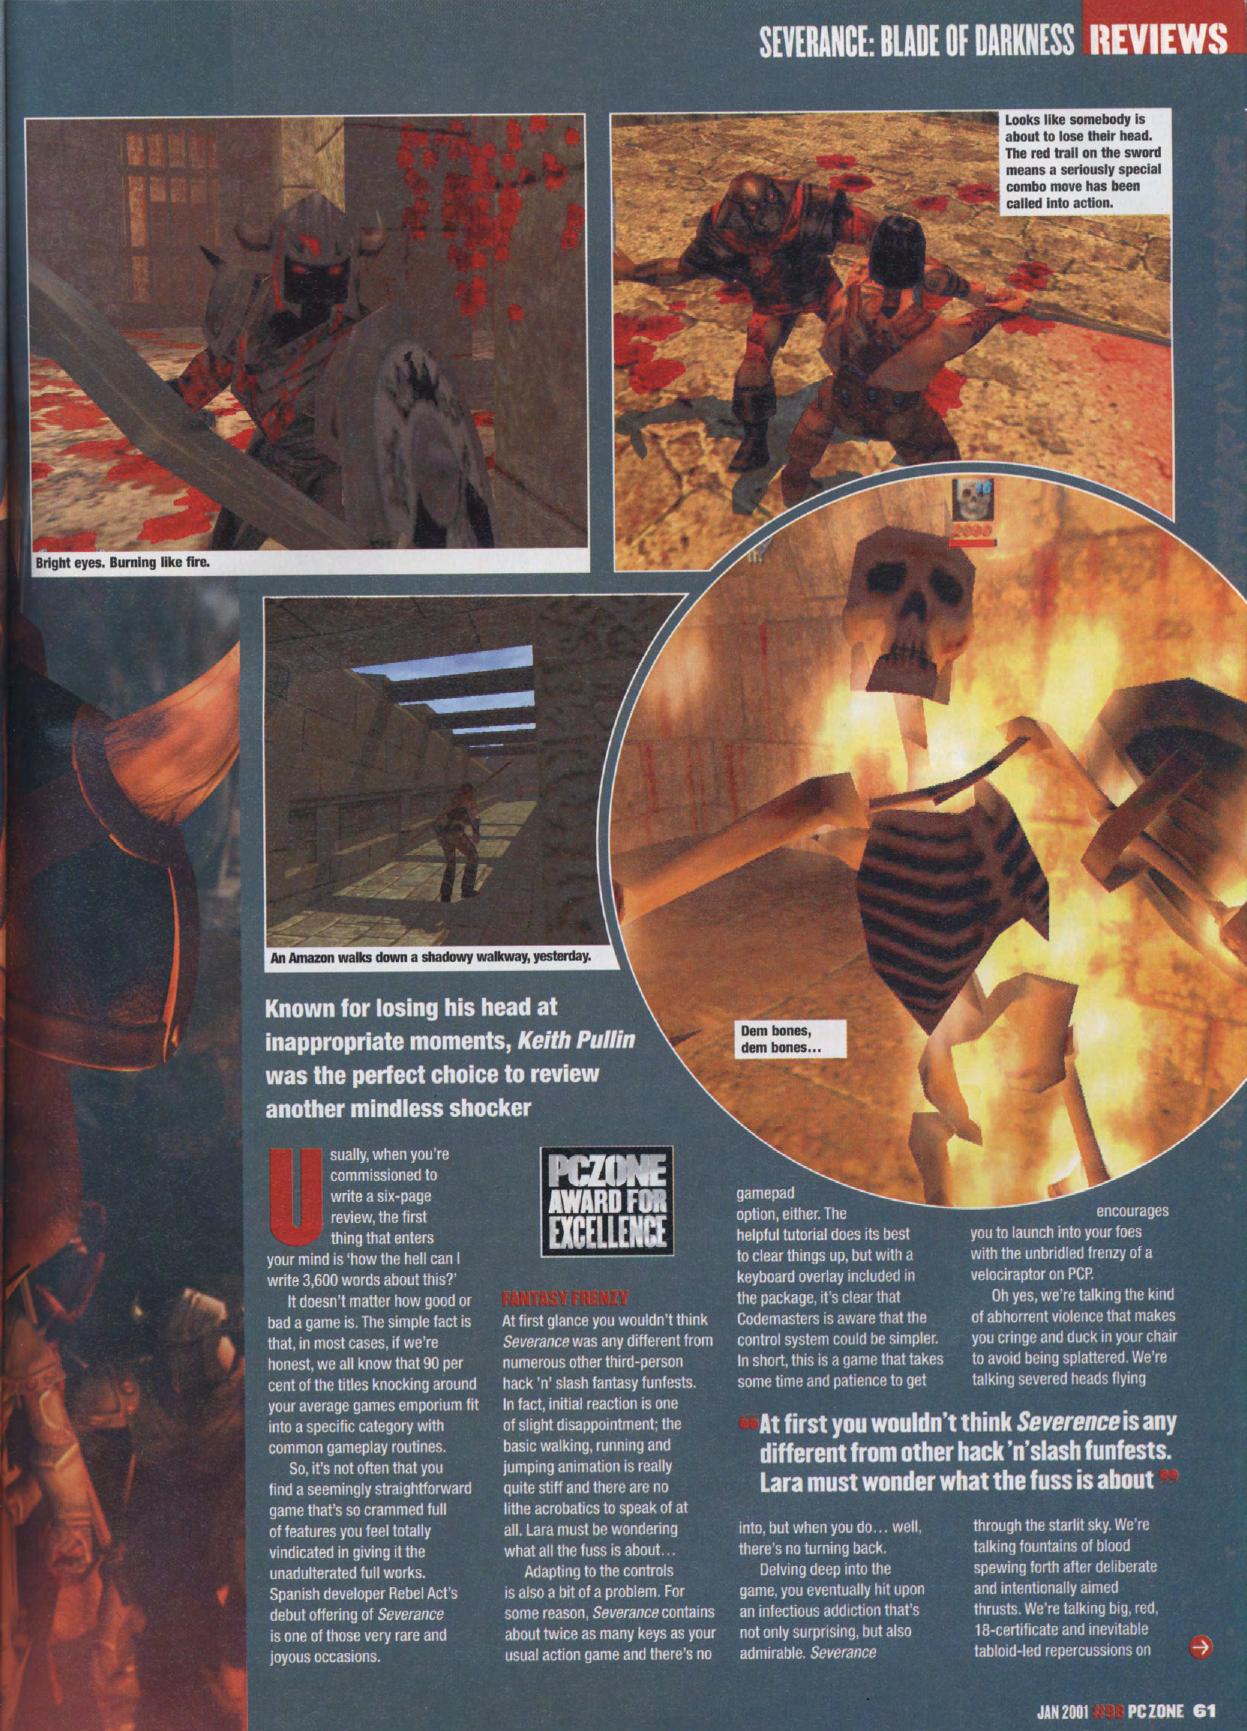 SEVERANCE: BLADE OF DARKNESS REVIEWS
Looks like somebody is
about to lose their head.
The red trail on the sword
means a seriously special
combo move has been
called into action.
Bright eyes. Burning like fire.
2000
An Amazon walks down a shadowy walkway, yesterday.
Dem bones,
dem bones...
Known for losing his head at
inappropriate moments, Keith Pullin
was the perfect choice to review
another mindless shocker
Usually, when you're
commissioned to
write a six-page
review, the first
thing that enters
your mind is 'how the hell can I
write 3,600 words about this?'
It doesn't matter how good or
bad a game is. The simple fact is
that, in most cases, if we're
honest, we all know that 90 per
cent of the titles knocking around
your average games emporium fit
into a specific category with
common gameplay routines.
So, it's not often that you
find a seemingly straightforward
game that's so crammed full
of features you feel totally
vindicated in giving it the
unadulterated full works.
Spanish developer Rebel Act's
debut offering of Severance
is one of those very rare and
joyous occasions.
PCZONE
AWARD FOR
EXCELLENCE
FANTASY FRENZY
At first glance you wouldn't think
Severance was any different from
numerous other third-person
hack 'n' slash fantasy funfests.
In fact, initial reaction is one
of slight disappointment; the
basic walking, running and
jumping animation is really
quite stiff and there are no
lithe acrobatics to speak of at
all. Lara must be wondering
what all the fuss is about...
Adapting to the controls
is also a bit of a problem. For
some reason, Severance contains
about twice as many keys as your
usual action game and there's no
gamepad
option, either. The
helpful tutorial does its best
to clear things up, but with a
keyboard overlay included in
the package, it's clear that
Codemasters is aware that the
control system could be simpler.
In short, this is a game that takes
some time and patience to get
into, but when you do... well,
there's no turning back.
Delving deep into the
game, you eventually hit upon
an infectious addiction that's
not only surprising, but also
admirable. Severance
encourages
you to launch into your foes
with the unbridled frenzy of a
velociraptor on PCP.
Oh yes, we're talking the kind
of abhorrent violence that makes
you cringe and duck in your chair
to avoid being splattered. We're
talking severed heads flying
through the starlit sky. We're
talking fountains of blood
spewing forth after deliberate
and intentionally aimed
thrusts. We're talking big, red,
18-certificate and inevitable
tabloid-led repercussions on
“At first you wouldn't think Severence is any
different from other hack 'n'slash funfests.
Lara must wonder what the fuss is about”
JAN 2001 #98 PC ZONE 61